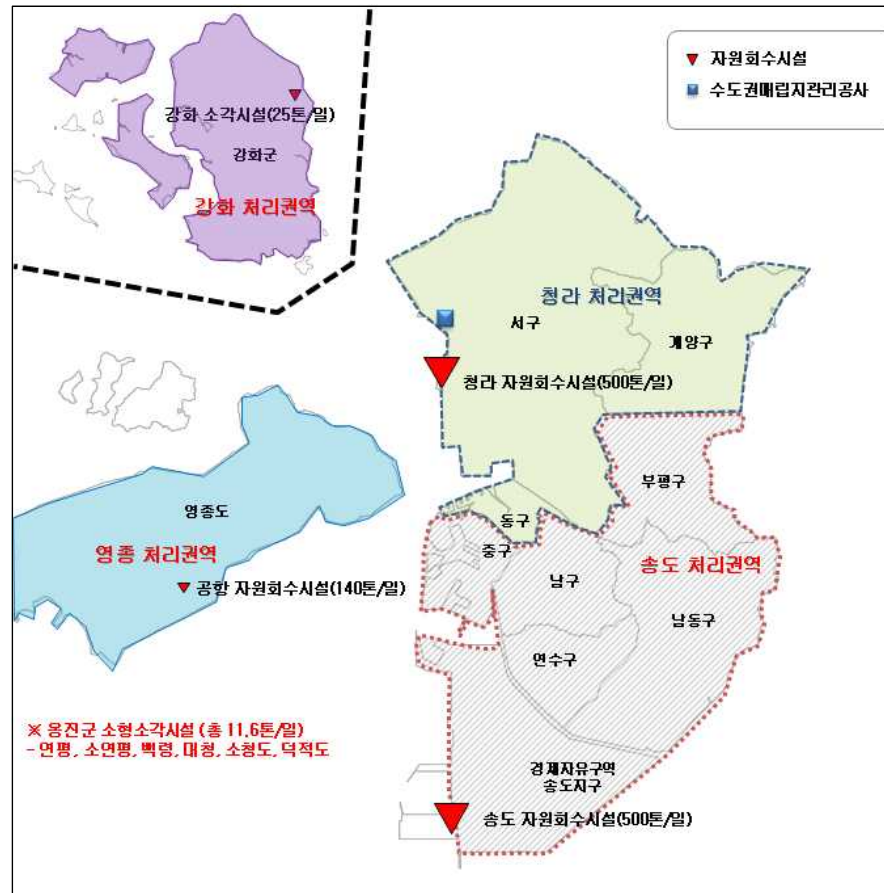 자원회수시설
수도권매립지관리공사
강화 소각시설(25톤/일)
강화군
강화 처리권역
청라 처리권역
서구
계양구
청라 자원회수시설(500톤/일)
부평구
영종도
동구
중구
영종 처리권역
송도 처리권역
남구
공항 자원회수시설(140톤/일)
남동구
연수구
※ 옹진군 소형소각시설 (총 11.6톤/일)
- 연평, 소연평, 백령, 대청, 소청도, 덕적도
경제자유구역
송도지구
송도 자원회수시설(500톤/일)